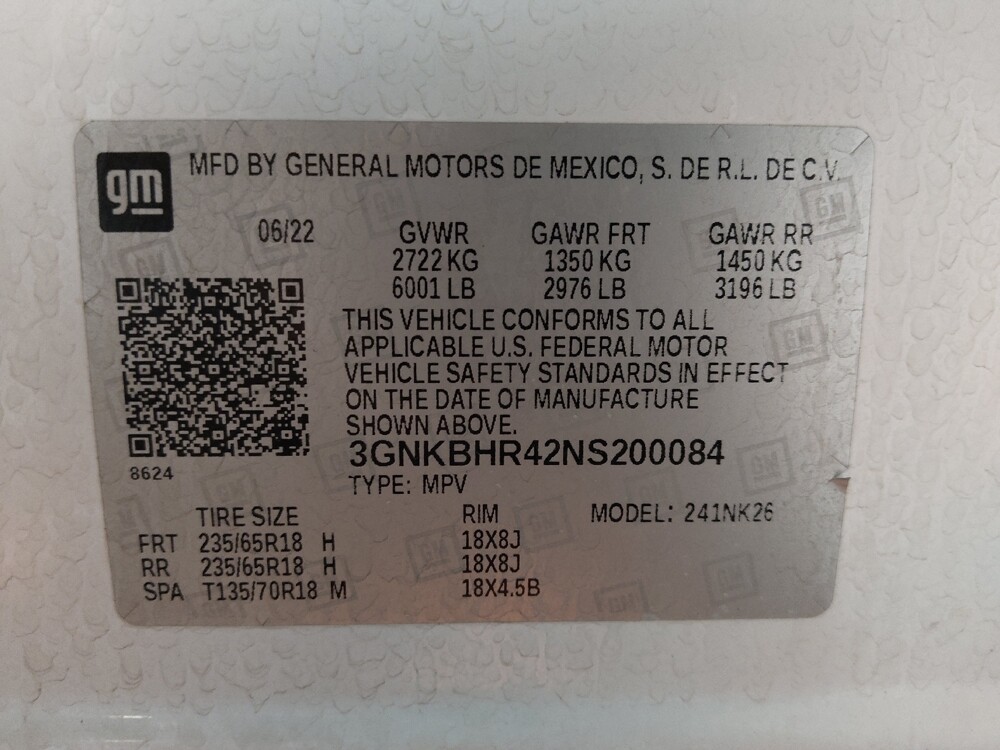 gm MFD BY GENERAL MOTORS DE MEXICO, S. DE R.L. DE C.V.
06/22 GVWR GAWR FRT GAWR RR
2722 KG 1350 KG 1450 KG
6001 LB 2976 LB 3196 LB
THIS VEHICLE CONFORMS TO ALL
APPLICABLE U.S. FEDERAL MOTOR
VEHICLE SAFETY STANDARDS IN EFFECT
ON THE DATE OF MANUFACTURE
SHOWN ABOVE.
3GNKBHR42NS200084
8624
TYPE: MPV
TIRE SIZE RIM MODEL: 241NK26
FRT 235/65R18 H 18X8J
RR 235/65R18 H 18X8J
SPA T135/70R18 M 18X4.5B